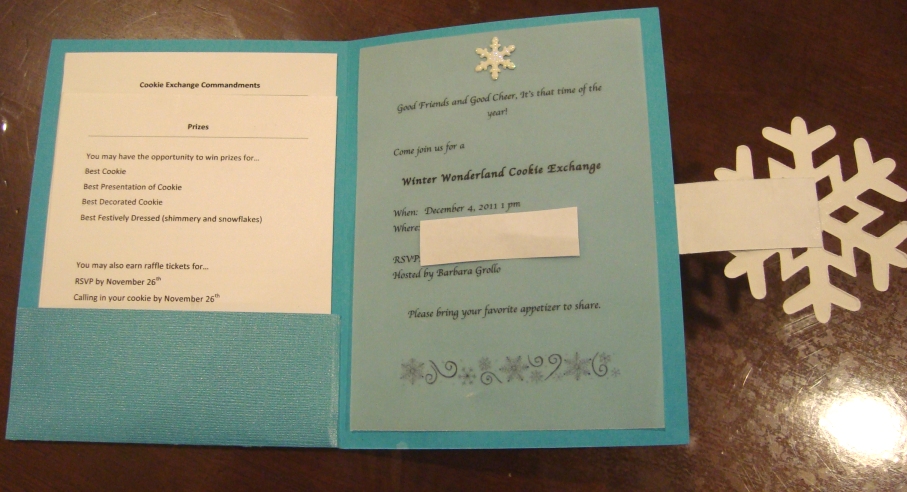 Cookie Exchange Commandments
Prizes
You may have the opportunity to win prizes for...
Best Cookie
Best Presentation of Cookie
Best Decorated Cookie
Best Festively Dressed (shimmery and snowflakes)
You may also earn raffle tickets for...
RSVP by November 26th
Calling in your cookie by November 26th
Good Friends and Good Cheer, It's that time of the
year!
Come join us for a
Winter Wonderland Cookie Exchange
When: December 4, 2011 1 pm
Where:
RSVP:
Hosted by Barbara Grollo
Please bring your favorite appetizer to share.